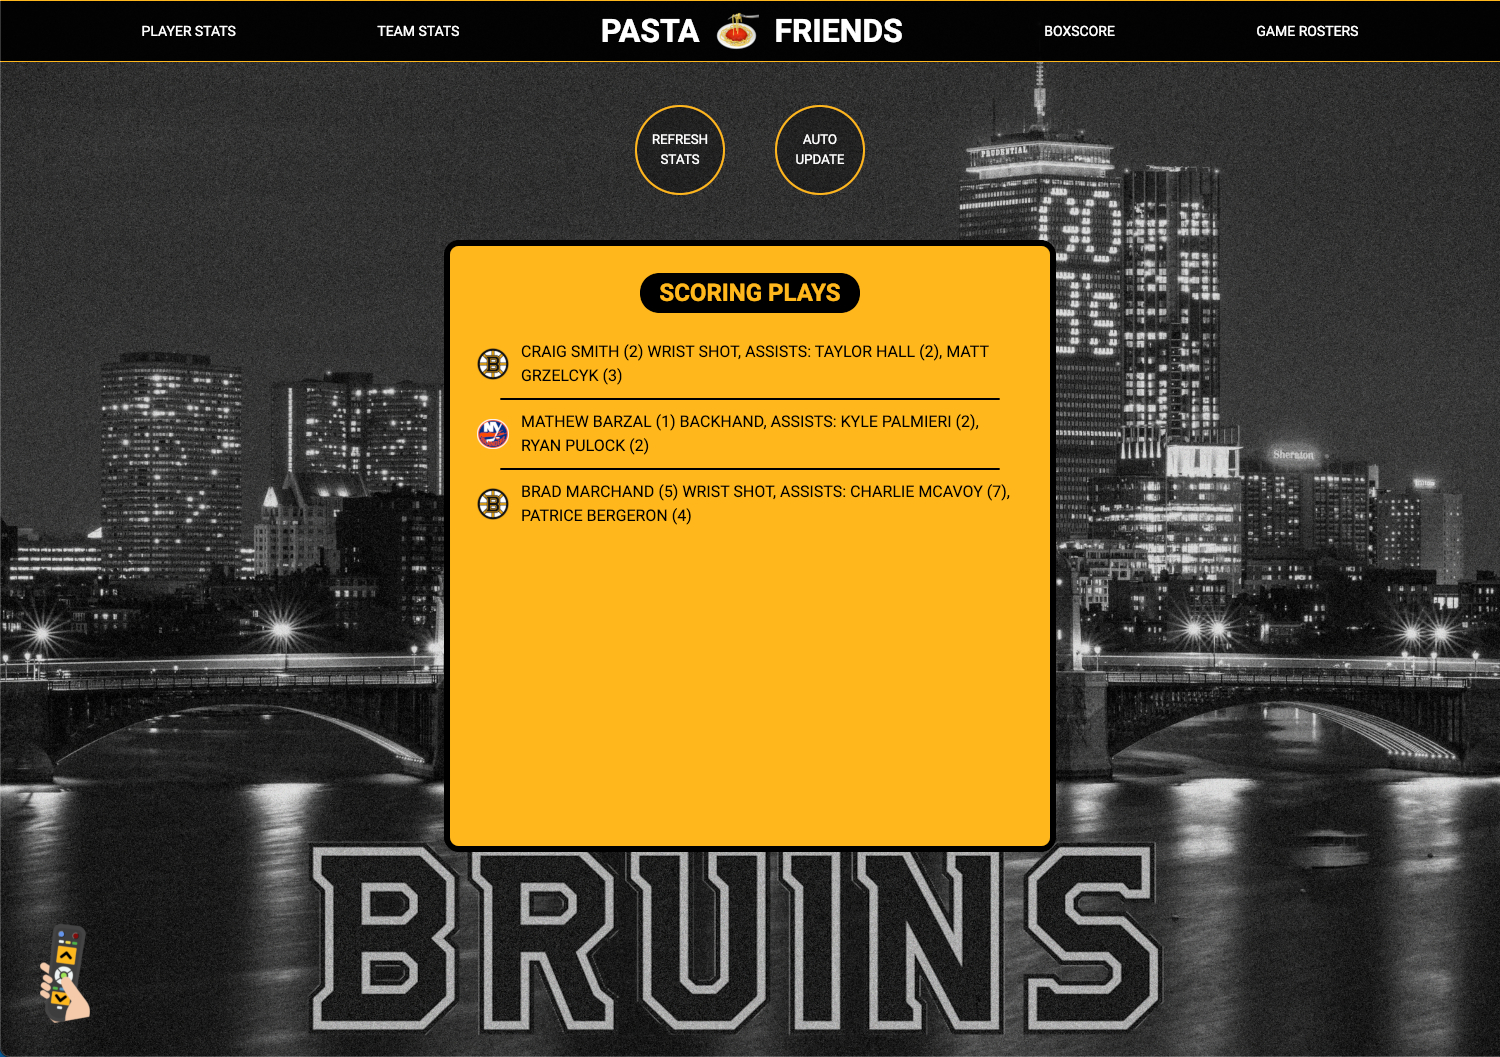 PLAYER STATS
TEAM STATS
PASTA FRIENDS
BOXSCORE
GAME ROSTERS
REFRESH
STATS
AUTO
UPDATE
PRUDENTIAL
GO
B'S
SCORING PLAYS
B
CRAIG SMITH (2) WRIST SHOT, ASSISTS: TAYLOR HALL (2), MATT
GRZELCYK (3)
NY
MATHEW BARZAL (1) BACKHAND, ASSISTS: KYLE PALMIERI (2),
RYAN PULOCK (2)
Sheraton
B
BRAD MARCHAND (5) WRIST SHOT, ASSISTS: CHARLIE MCAVOY (7),
PATRICE BERGERON (4)
BRUINS